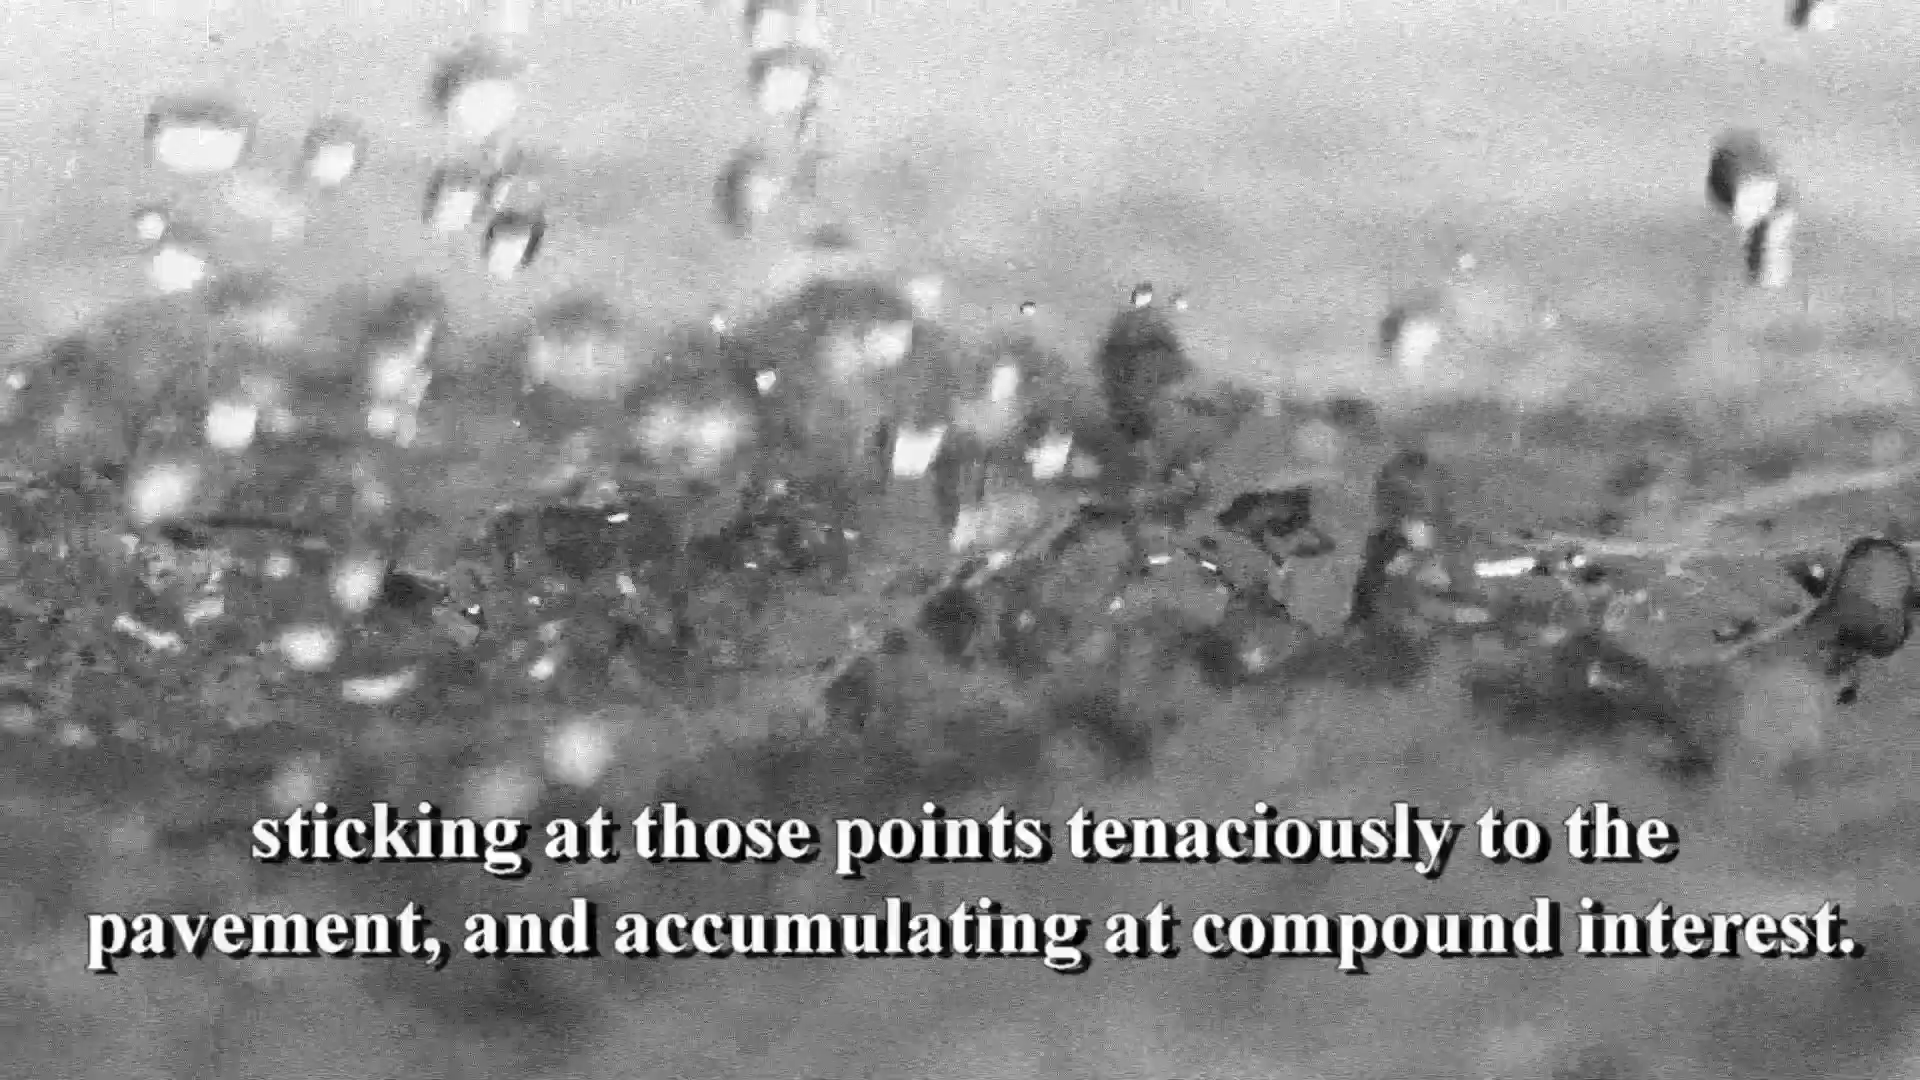 sticking at those points tenaciously to the
pavement, and accumulating at compound interest.